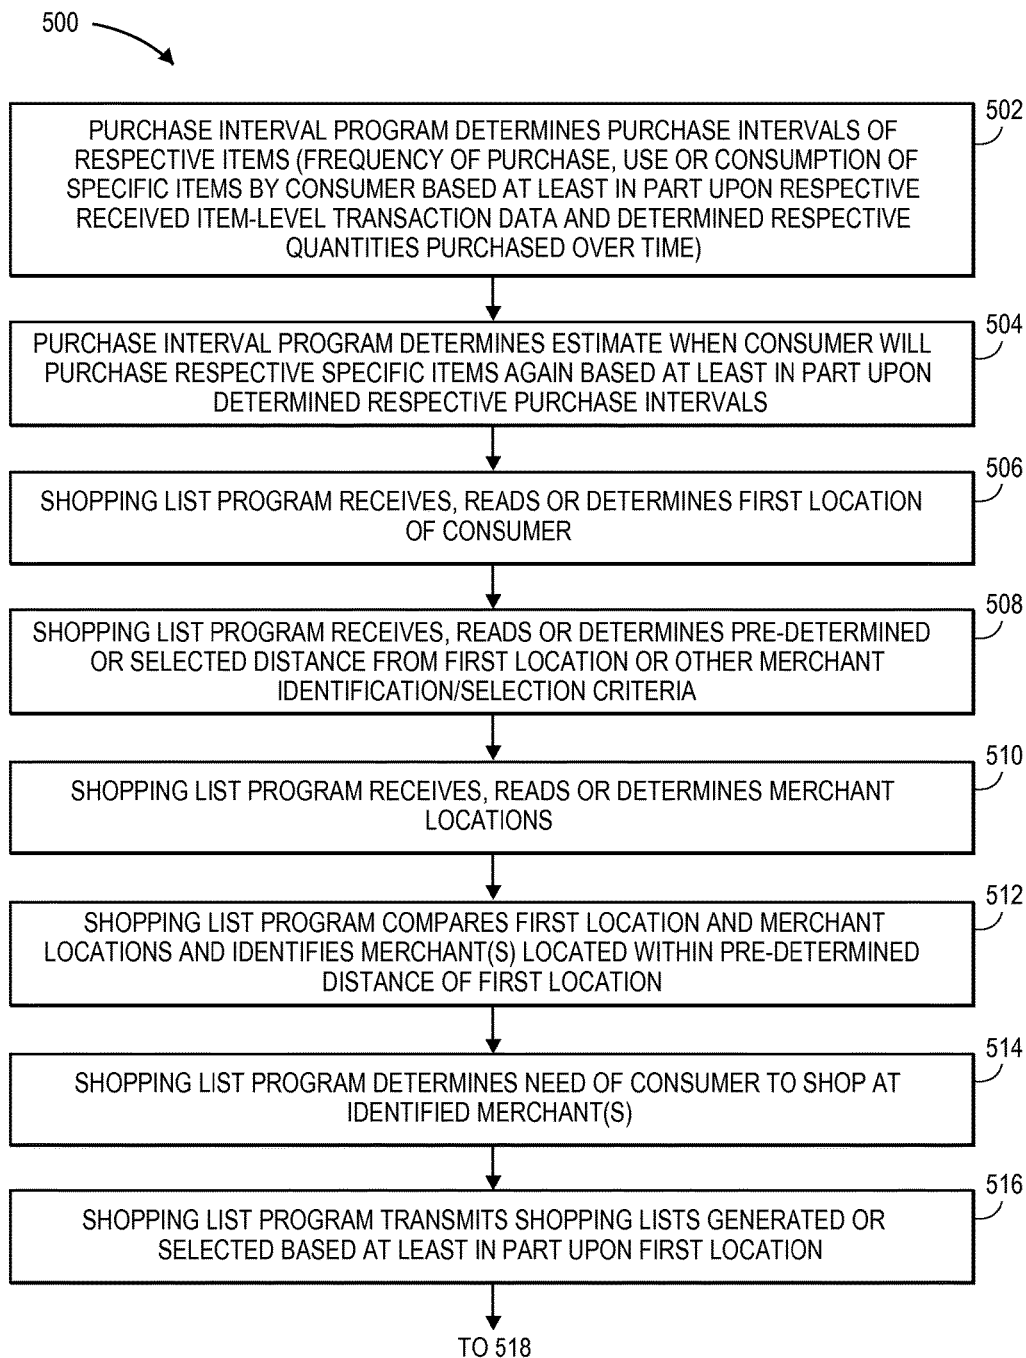 500
502
PURCHASE INTERVAL PROGRAM DETERMINES PURCHASE INTERVALS OF
RESPECTIVE ITEMS (FREQUENCY OF PURCHASE, USE OR CONSUMPTION OF
SPECIFIC ITEMS BY CONSUMER BASED AT LEAST IN PART UPON RESPECTIVE
RECEIVED ITEM-LEVEL TRANSACTION DATA AND DETERMINED RESPECTIVE
QUANTITIES PURCHASED OVER TIME)
504
PURCHASE INTERVAL PROGRAM DETERMINES ESTIMATE WHEN CONSUMER WILL
PURCHASE RESPECTIVE SPECIFIC ITEMS AGAIN BASED AT LEAST IN PART UPON
DETERMINED RESPECTIVE PURCHASE INTERVALS
506
SHOPPING LIST PROGRAM RECEIVES, READS OR DETERMINES FIRST LOCATION
OF CONSUMER
508
SHOPPING LIST PROGRAM RECEIVES, READS OR DETERMINES PRE-DETERMINED
OR SELECTED DISTANCE FROM FIRST LOCATION OR OTHER MERCHANT
IDENTIFICATION/SELECTION CRITERIA
510
SHOPPING LIST PROGRAM RECEIVES, READS OR DETERMINES MERCHANT
LOCATIONS
512
SHOPPING LIST PROGRAM COMPARES FIRST LOCATION AND MERCHANT
LOCATIONS AND IDENTIFIES MERCHANT(S) LOCATED WITHIN PRE-DETERMINED
DISTANCE OF FIRST LOCATION
514
SHOPPING LIST PROGRAM DETERMINES NEED OF CONSUMER TO SHOP AT
IDENTIFIED MERCHANT(S)
516
SHOPPING LIST PROGRAM TRANSMITS SHOPPING LISTS GENERATED OR
SELECTED BASED AT LEAST IN PART UPON FIRST LOCATION
TO 518